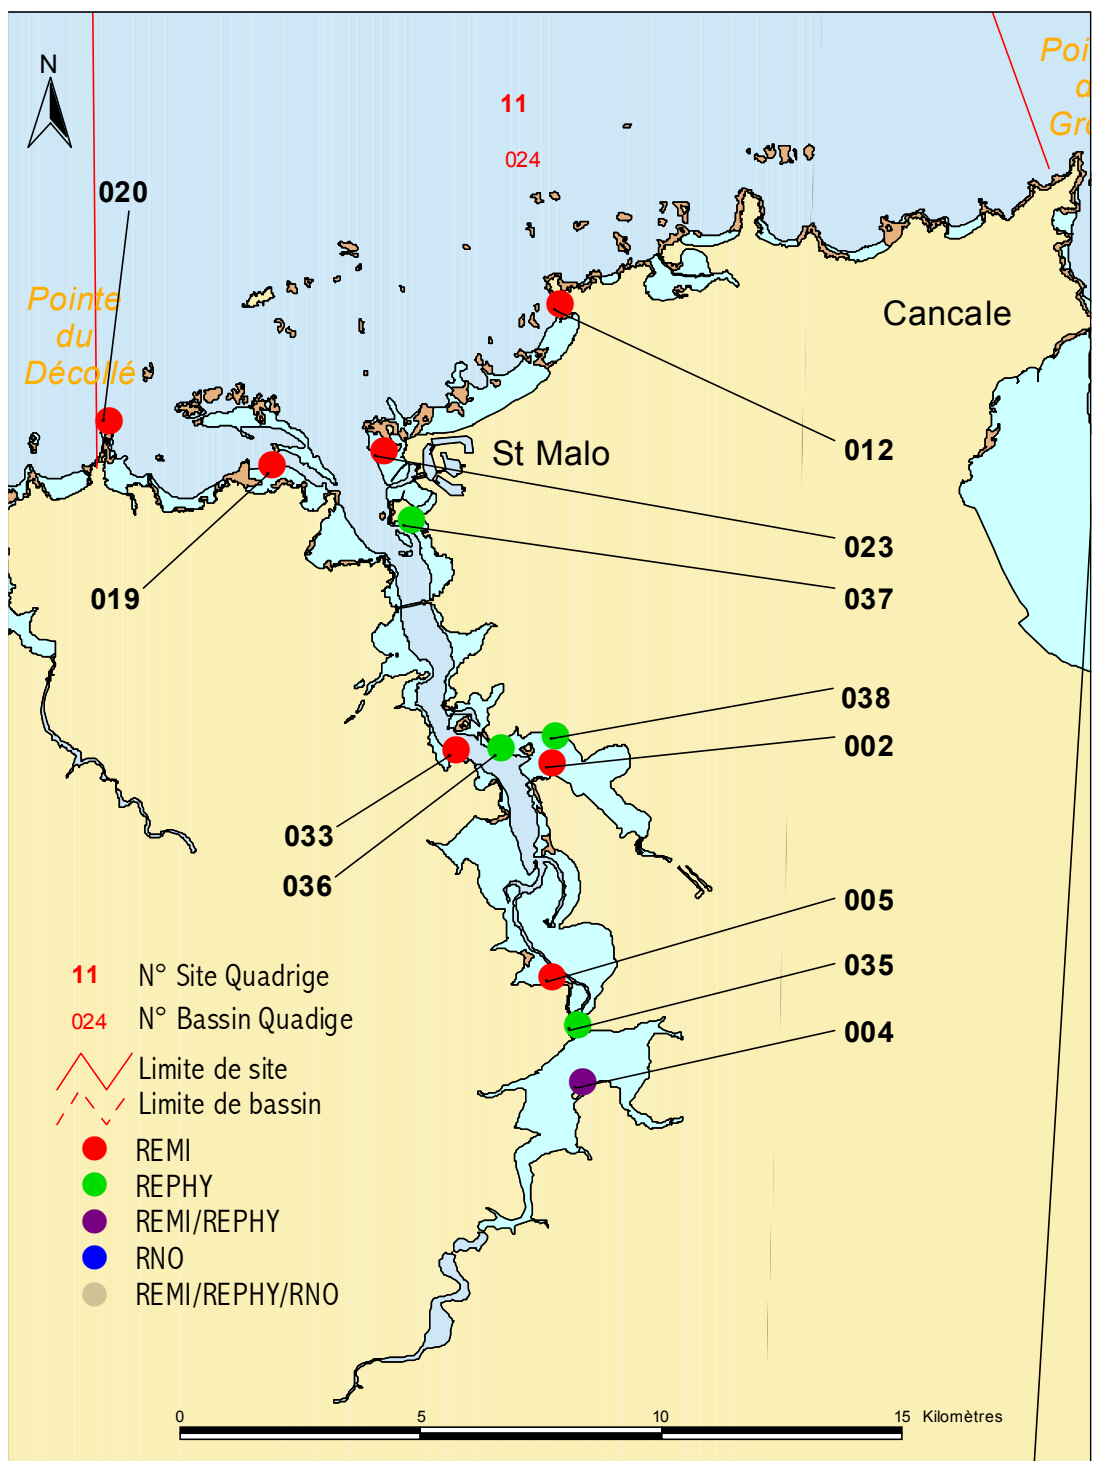 N
11
Poi
d
Gro
024
020
Pointe
du
Décollé
Cancale
012
St Malo
023
019
037
038
002
033
036
005
035
004
11 N° Site Quadrige
024 N° Bassin Quadige
Limite de site
Limite de bassin
REMI
REPHY
REMI/REPHY
RNO
REMI/REPHY/RNO
0 5 10 15 Kilomètres